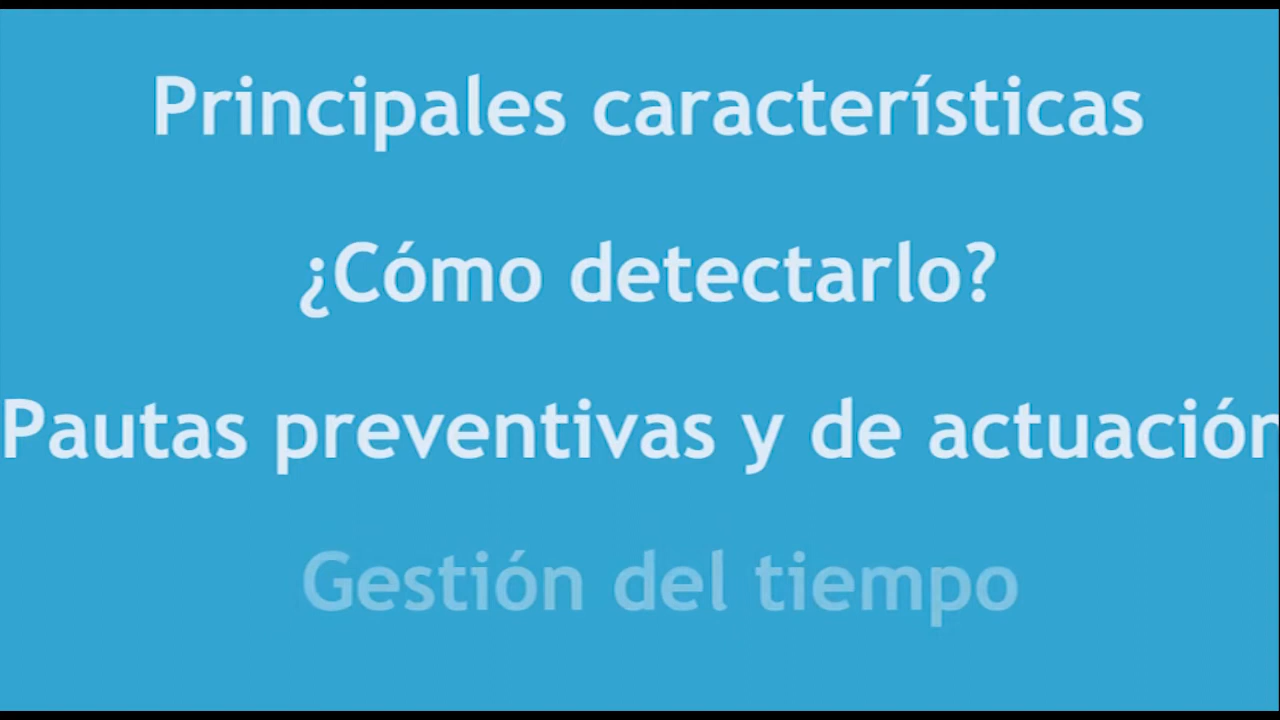 Principales características
¿Cómo detectarlo?
Pautas preventivas y de actuación
Gestión del tiempo